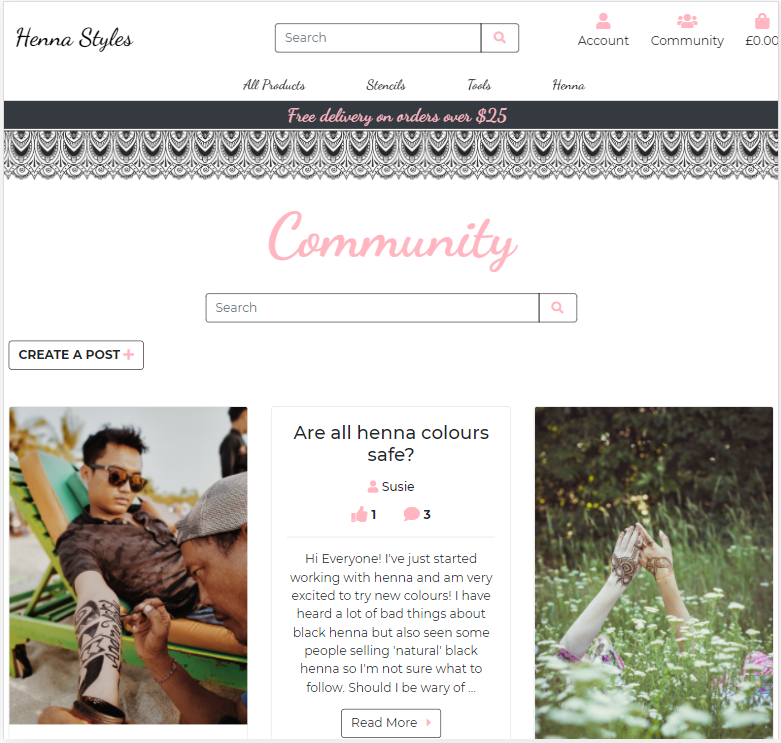 Henna Styles
Search
Account
Community
£0.00
All Products
Stencils
Tools
Henna
Free delivery on orders over $25
Community
Search
CREATE A POST
Are all henna colours
safe?
Susie
1
3
Hi Everyone! I've just started
working with henna and am very
excited to try new colours! I have
heard a lot of bad things about
black henna but also seen some
people selling 'natural' black
henna so I'm not sure what to
follow. Should I be wary of ...
Read More